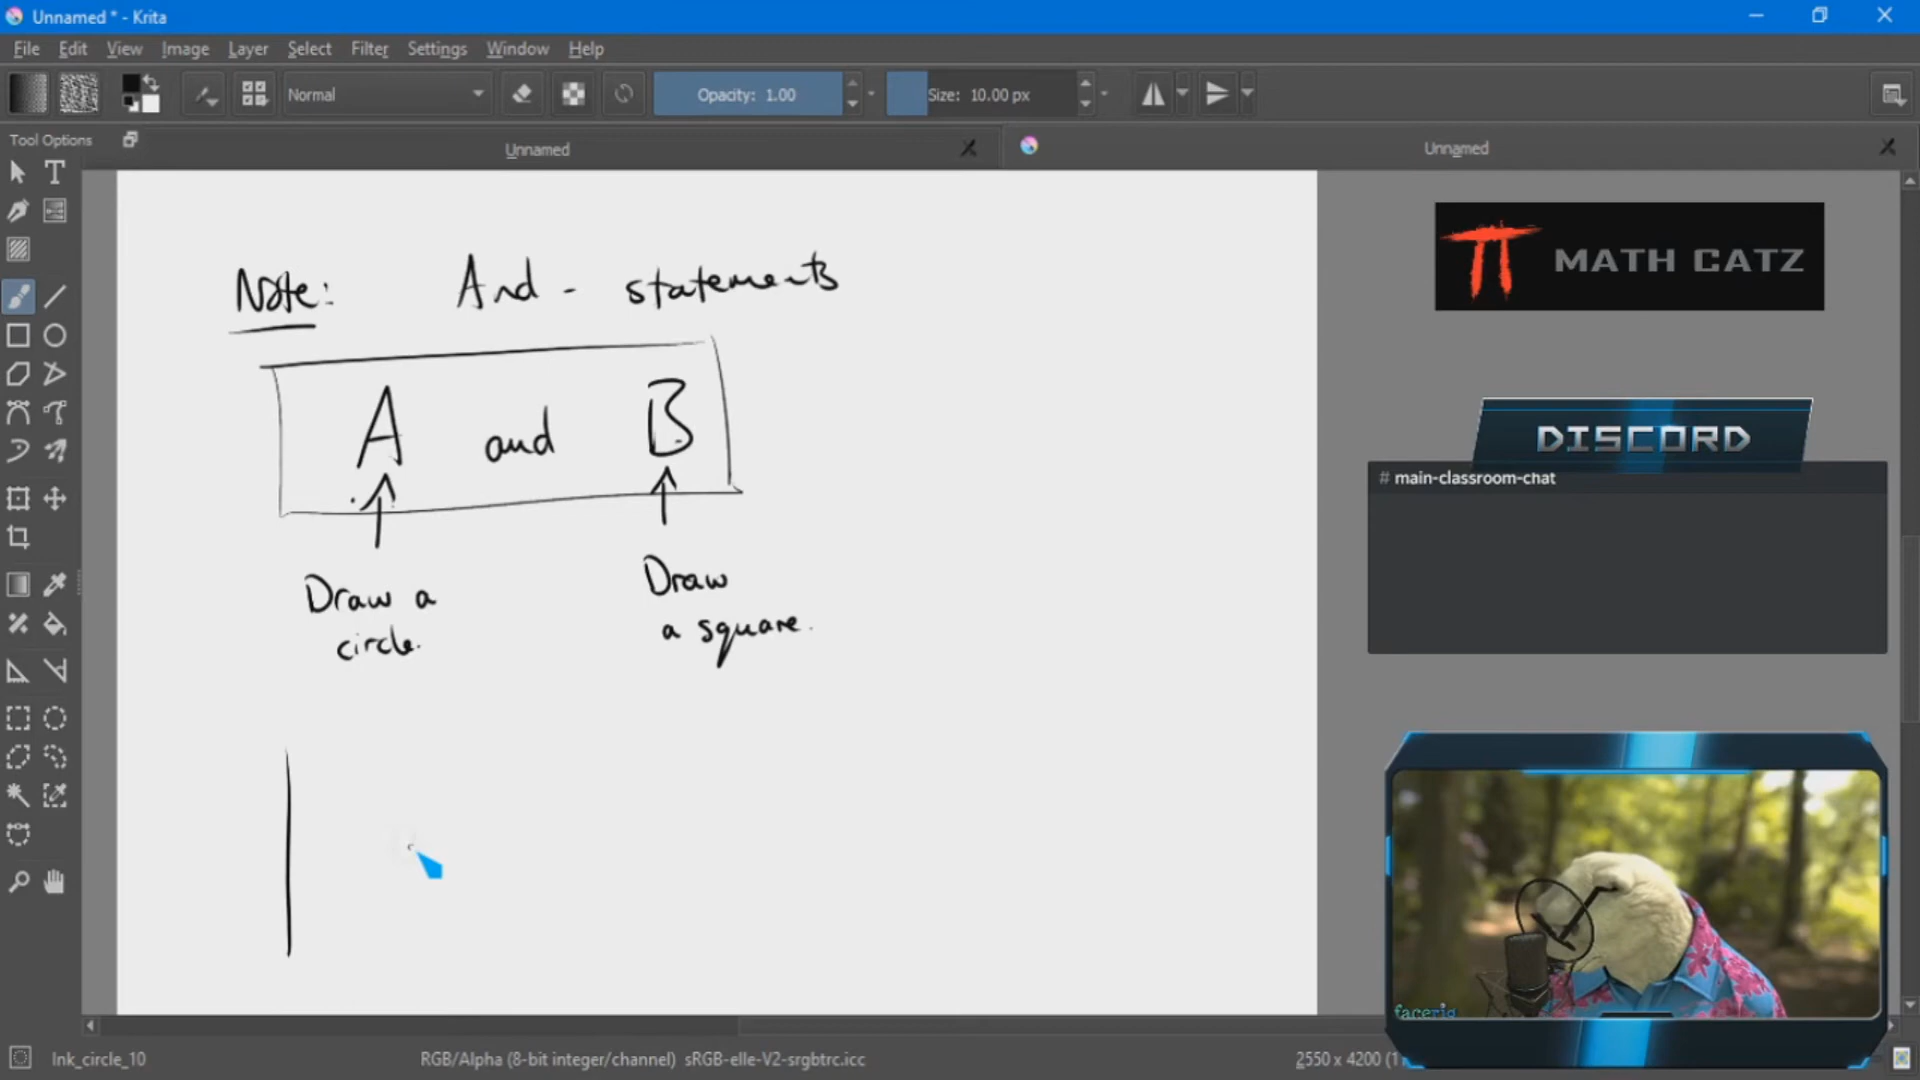 Unnamed * - Krita
File Edit View Image Layer Select Filter Settings Window Help
Normal
Opacity: 1.00
Size: 10.00 px
Tool Options
Unnamed
Unnamed
Note: And - statements
A and B
Draw a circle.
Draw a square.
π MATH CATZ
DISCORD
# main-classroom-chat
facerig
Ink_circle_10
RGB/Alpha (8-bit integer/channel) sRGB-elle-V2-srgbtrc.icc
2550 x 4200 (1